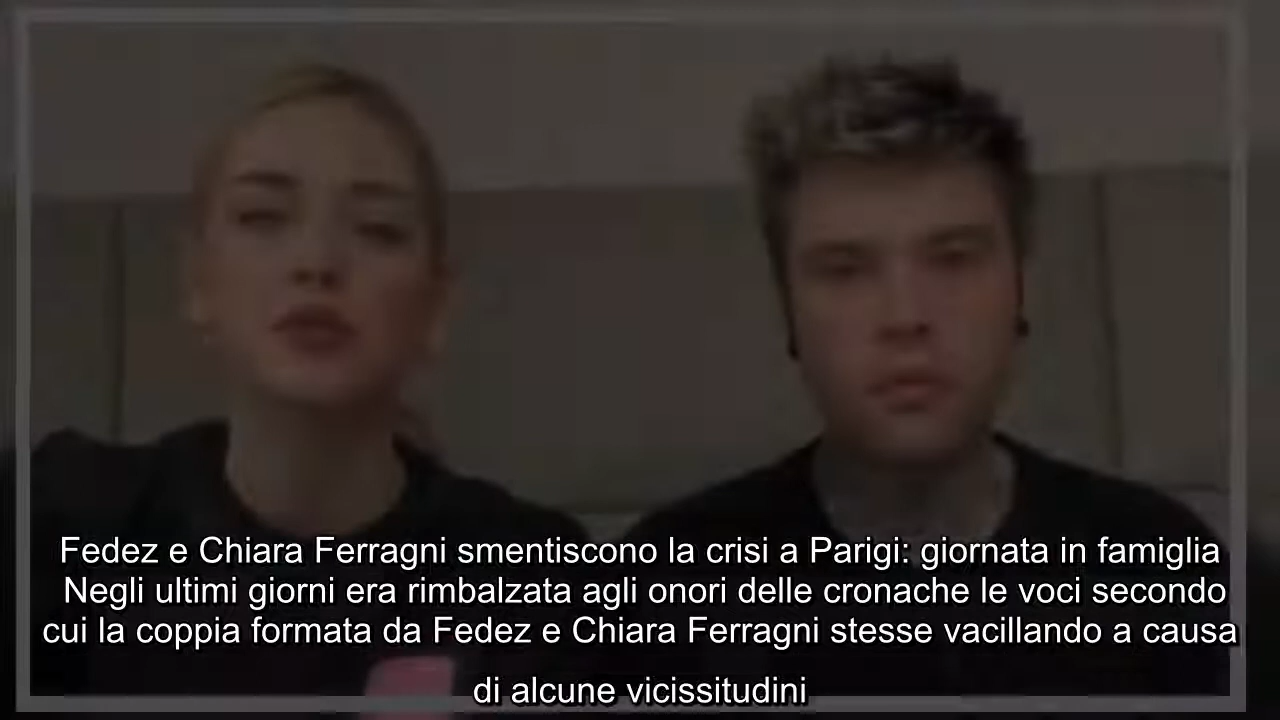 Fedez e Chiara Ferragni smentiscono la crisi a Parigi: giornata in famiglia
Negli ultimi giorni era rimbalzata agli onori delle cronache le voci secondo
cui la coppia formata da Fedez e Chiara Ferragni stesse vacillando a causa
di alcune vicissitudini